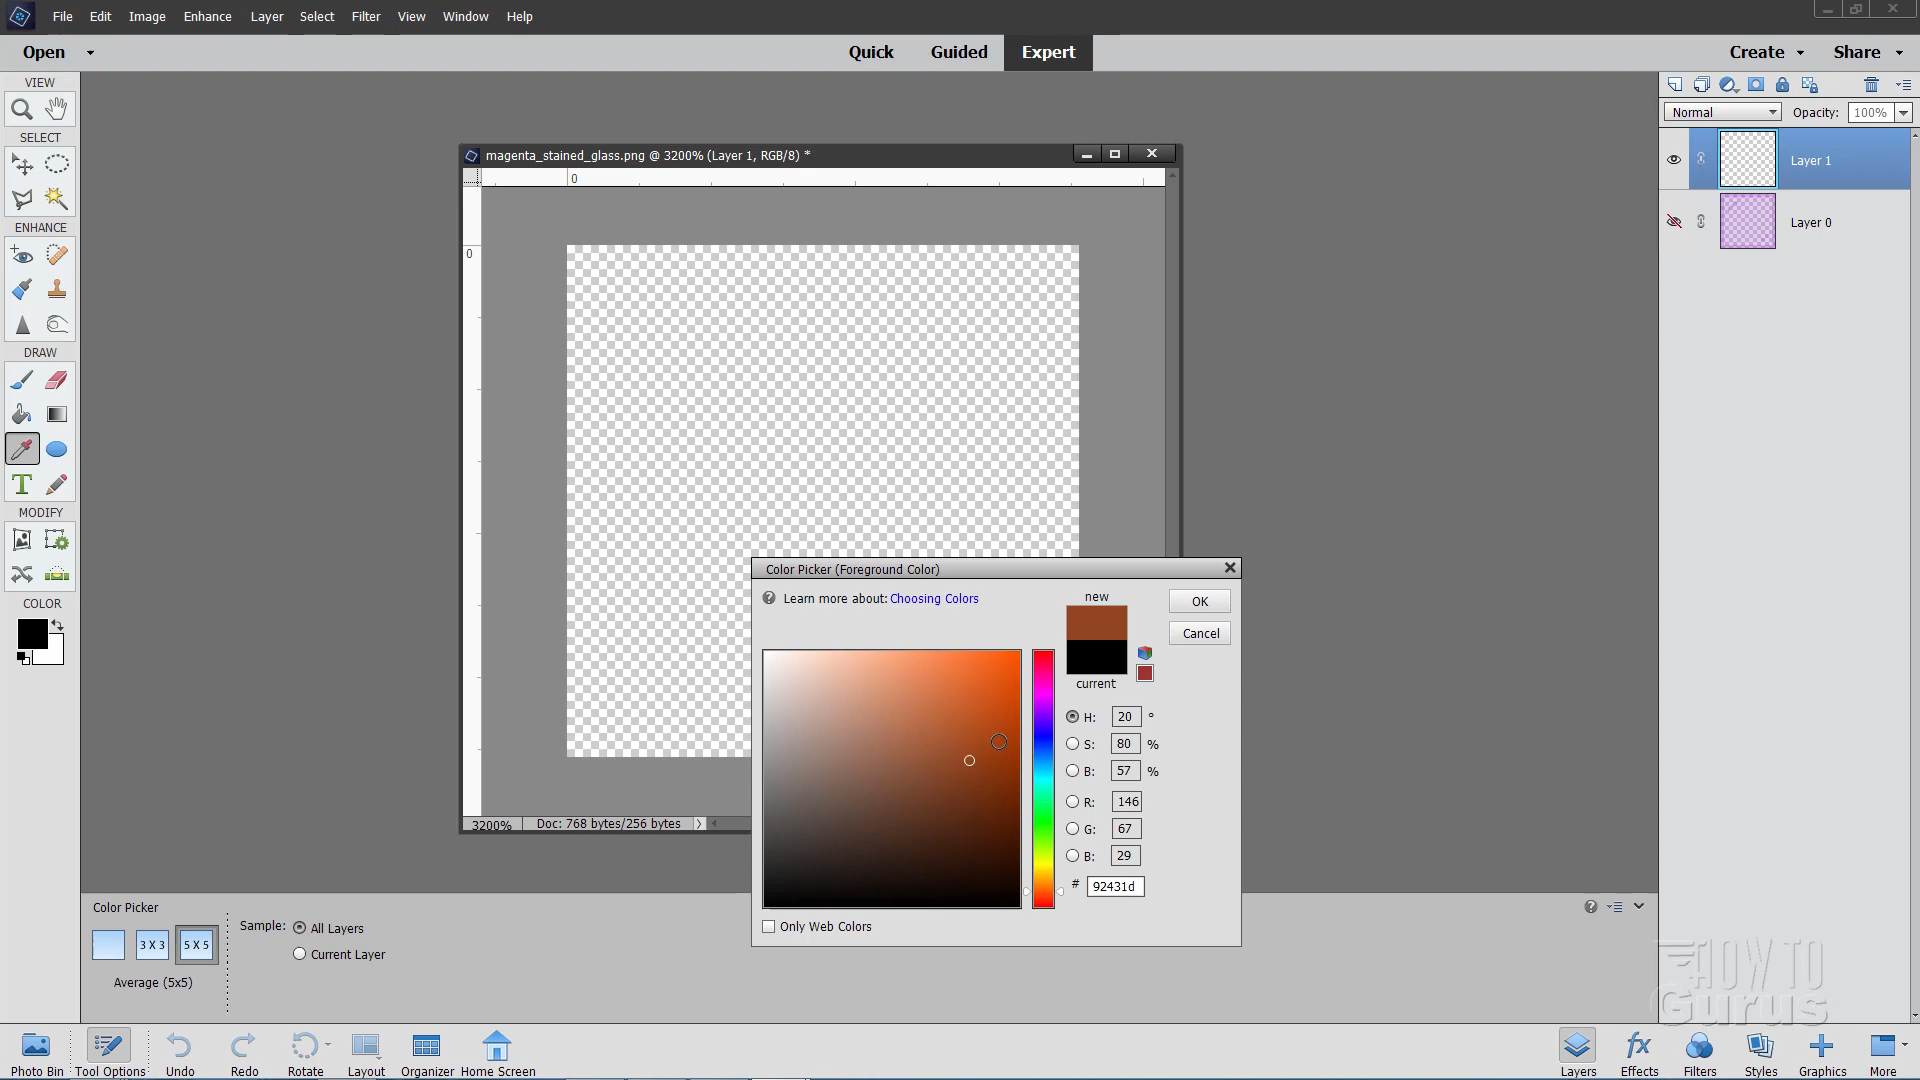 File Edit Image Enhance Layer Select Filter View Window Help
Open Quick Guided Expert Create Share
VIEW
SELECT
ENHANCE
DRAW
MODIFY
COLOR
Normal Opacity: 100%
Layer 1
Layer 0
magenta_stained_glass.png @ 3200% (Layer 1, RGB/8) *
0
0
3200% Doc: 768 bytes/256 bytes
Color Picker (Foreground Color)
Learn more about: Choosing Colors
new
current
OK
Cancel
H: 20 °
S: 80 %
B: 57 %
R: 146
G: 67
B: 29
# 92431d
Only Web Colors
Color Picker
3 X 3 5 X 5
Average (5x5)
Sample: All Layers
Current Layer
HOW TO
Gurus
Photo Bin Tool Options Undo Redo Rotate Layout Organizer Home Screen Layers Effects Filters Styles Graphics More